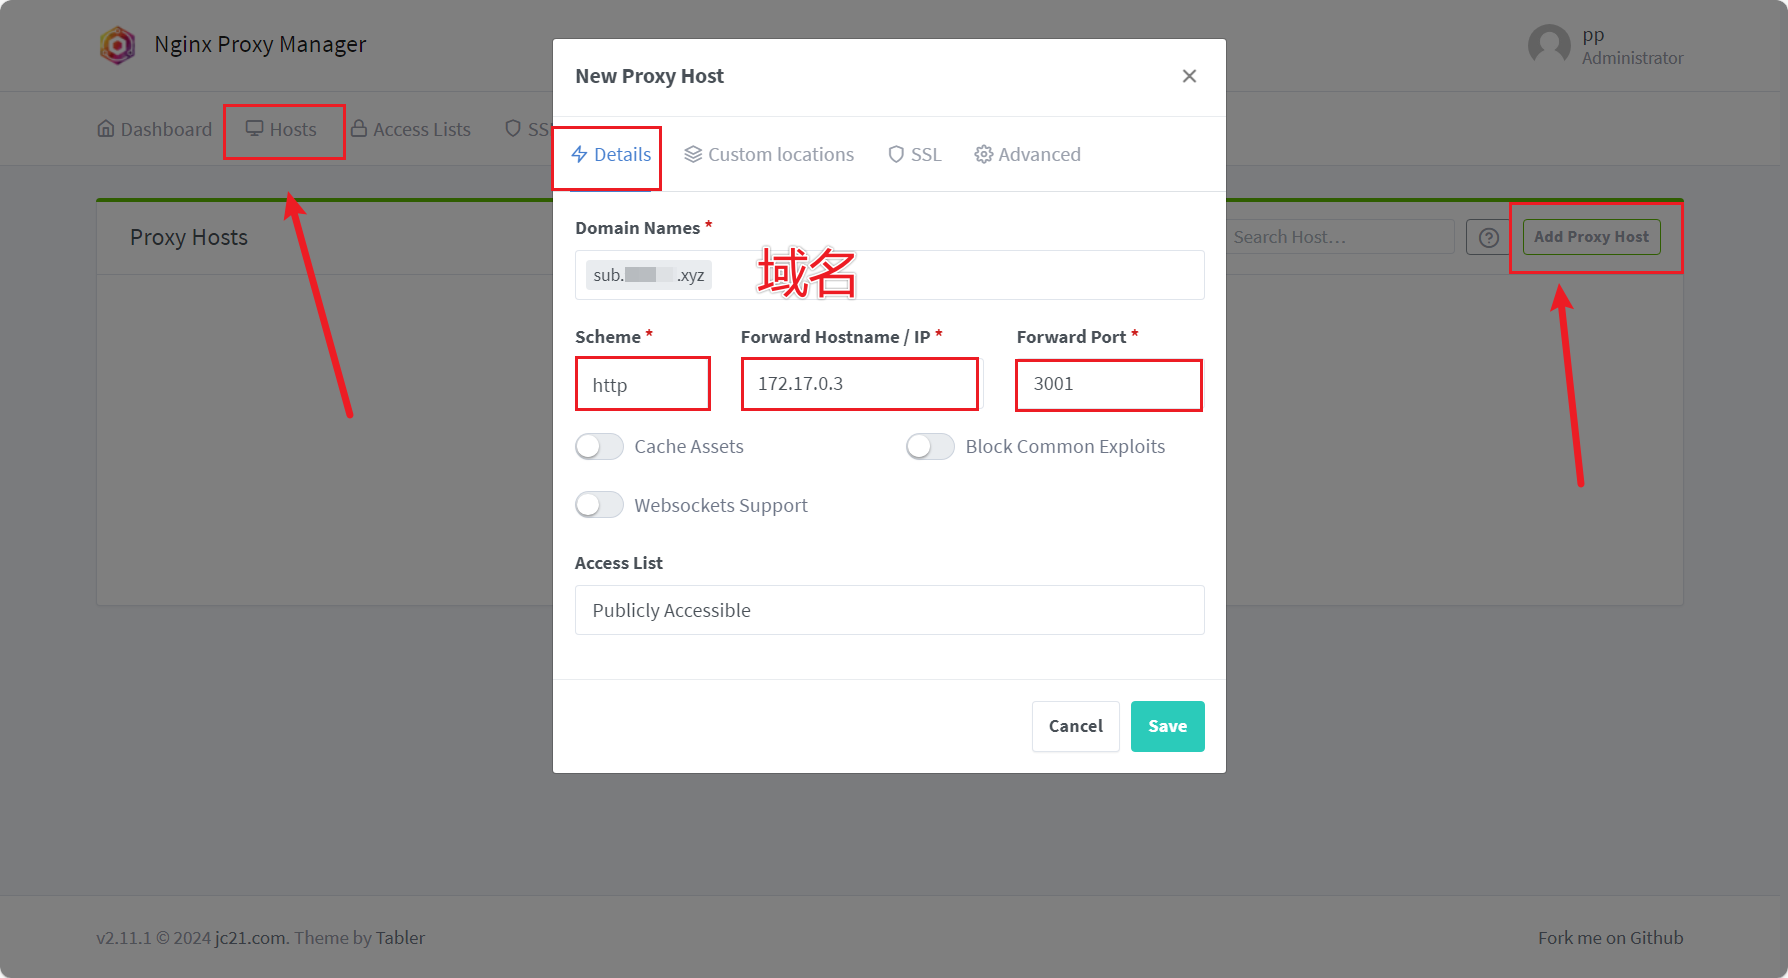 Nginx Proxy Manager
pp
Administrator
Dashboard
Hosts
Access Lists
New Proxy Host
Details
Custom locations
SSL
Advanced
Proxy Hosts
Search Host...
Add Proxy Host
Domain Names *
sub.
.xyz
域名
Scheme *
Forward Hostname / IP *
Forward Port *
http
172.17.0.3
3001
Cache Assets
Block Common Exploits
Websockets Support
Access List
Publicly Accessible
Cancel
Save
v2.11.1 © 2024 jc21.com. Theme by Tabler
Fork me on Github